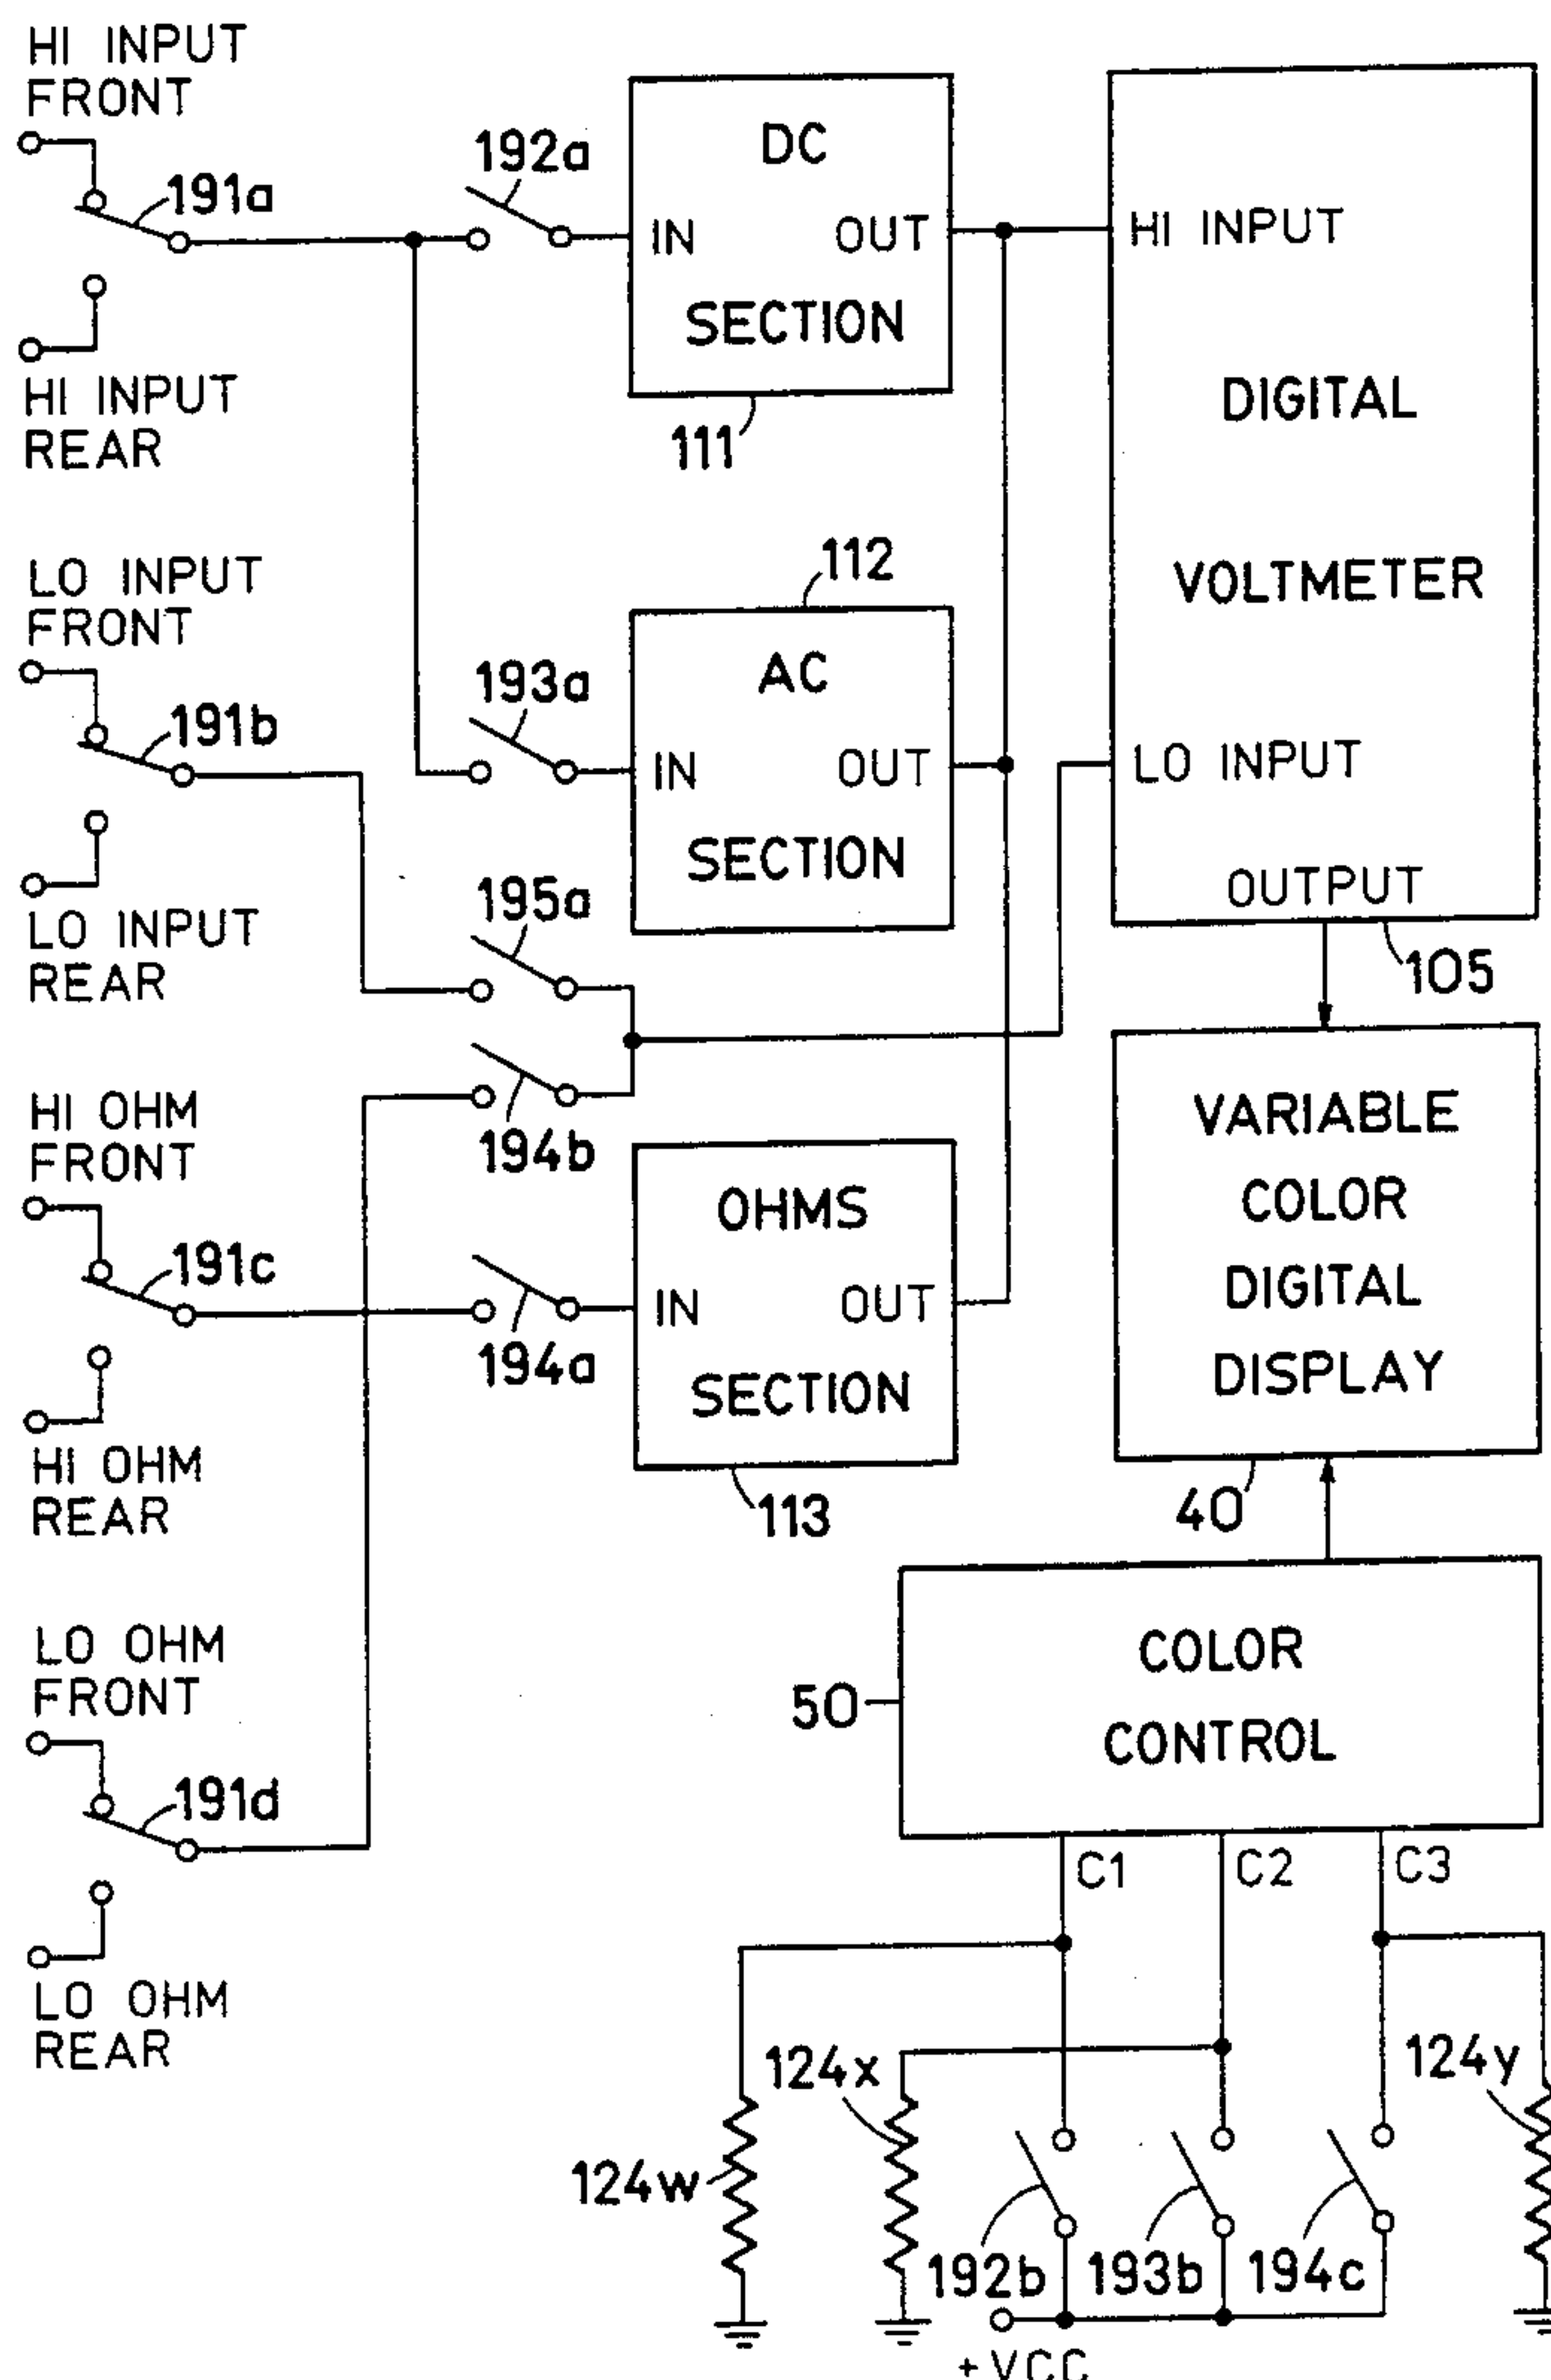 HI INPUT
FRONT
191a
HI INPUT
REAR
192a
DC
IN
OUT
SECTION
111
HI INPUT
DIGITAL
VOLTMETER
LO INPUT
OUTPUT
105
LO INPUT
FRONT
191b
LO INPUT
REAR
112
193a
AC
IN
OUT
SECTION
195a
194b
HI OHM
FRONT
191c
HI OHM
REAR
194a
OHMS
IN
OUT
SECTION
113
VARIABLE
COLOR
DIGITAL
DISPLAY
40
LO OHM
FRONT
191d
LO OHM
REAR
50
COLOR
CONTROL
C1
C2
C3
124w
124x
124y
192b
193b
194c
+VCC